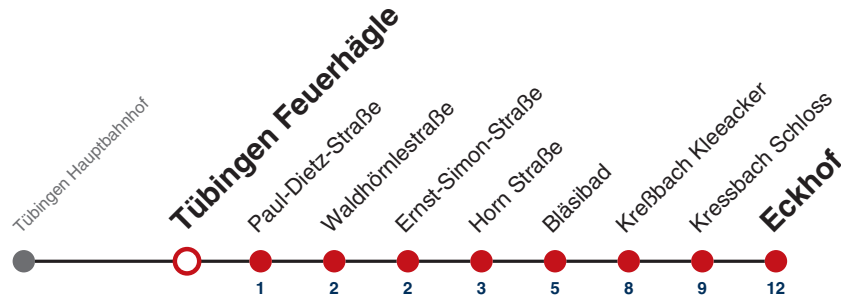 Tübingen Hauptbahnhof
Tübingen Feuerhägle
Paul-Dietz-Straße
Waldhörnlestraße
Ernst-Simon-Straße
Horn Straße
Bläsibad
Kreßbach Kleeacker
Kressbach Schloss
Eckhof
1 2 2 3 5 8 9 12